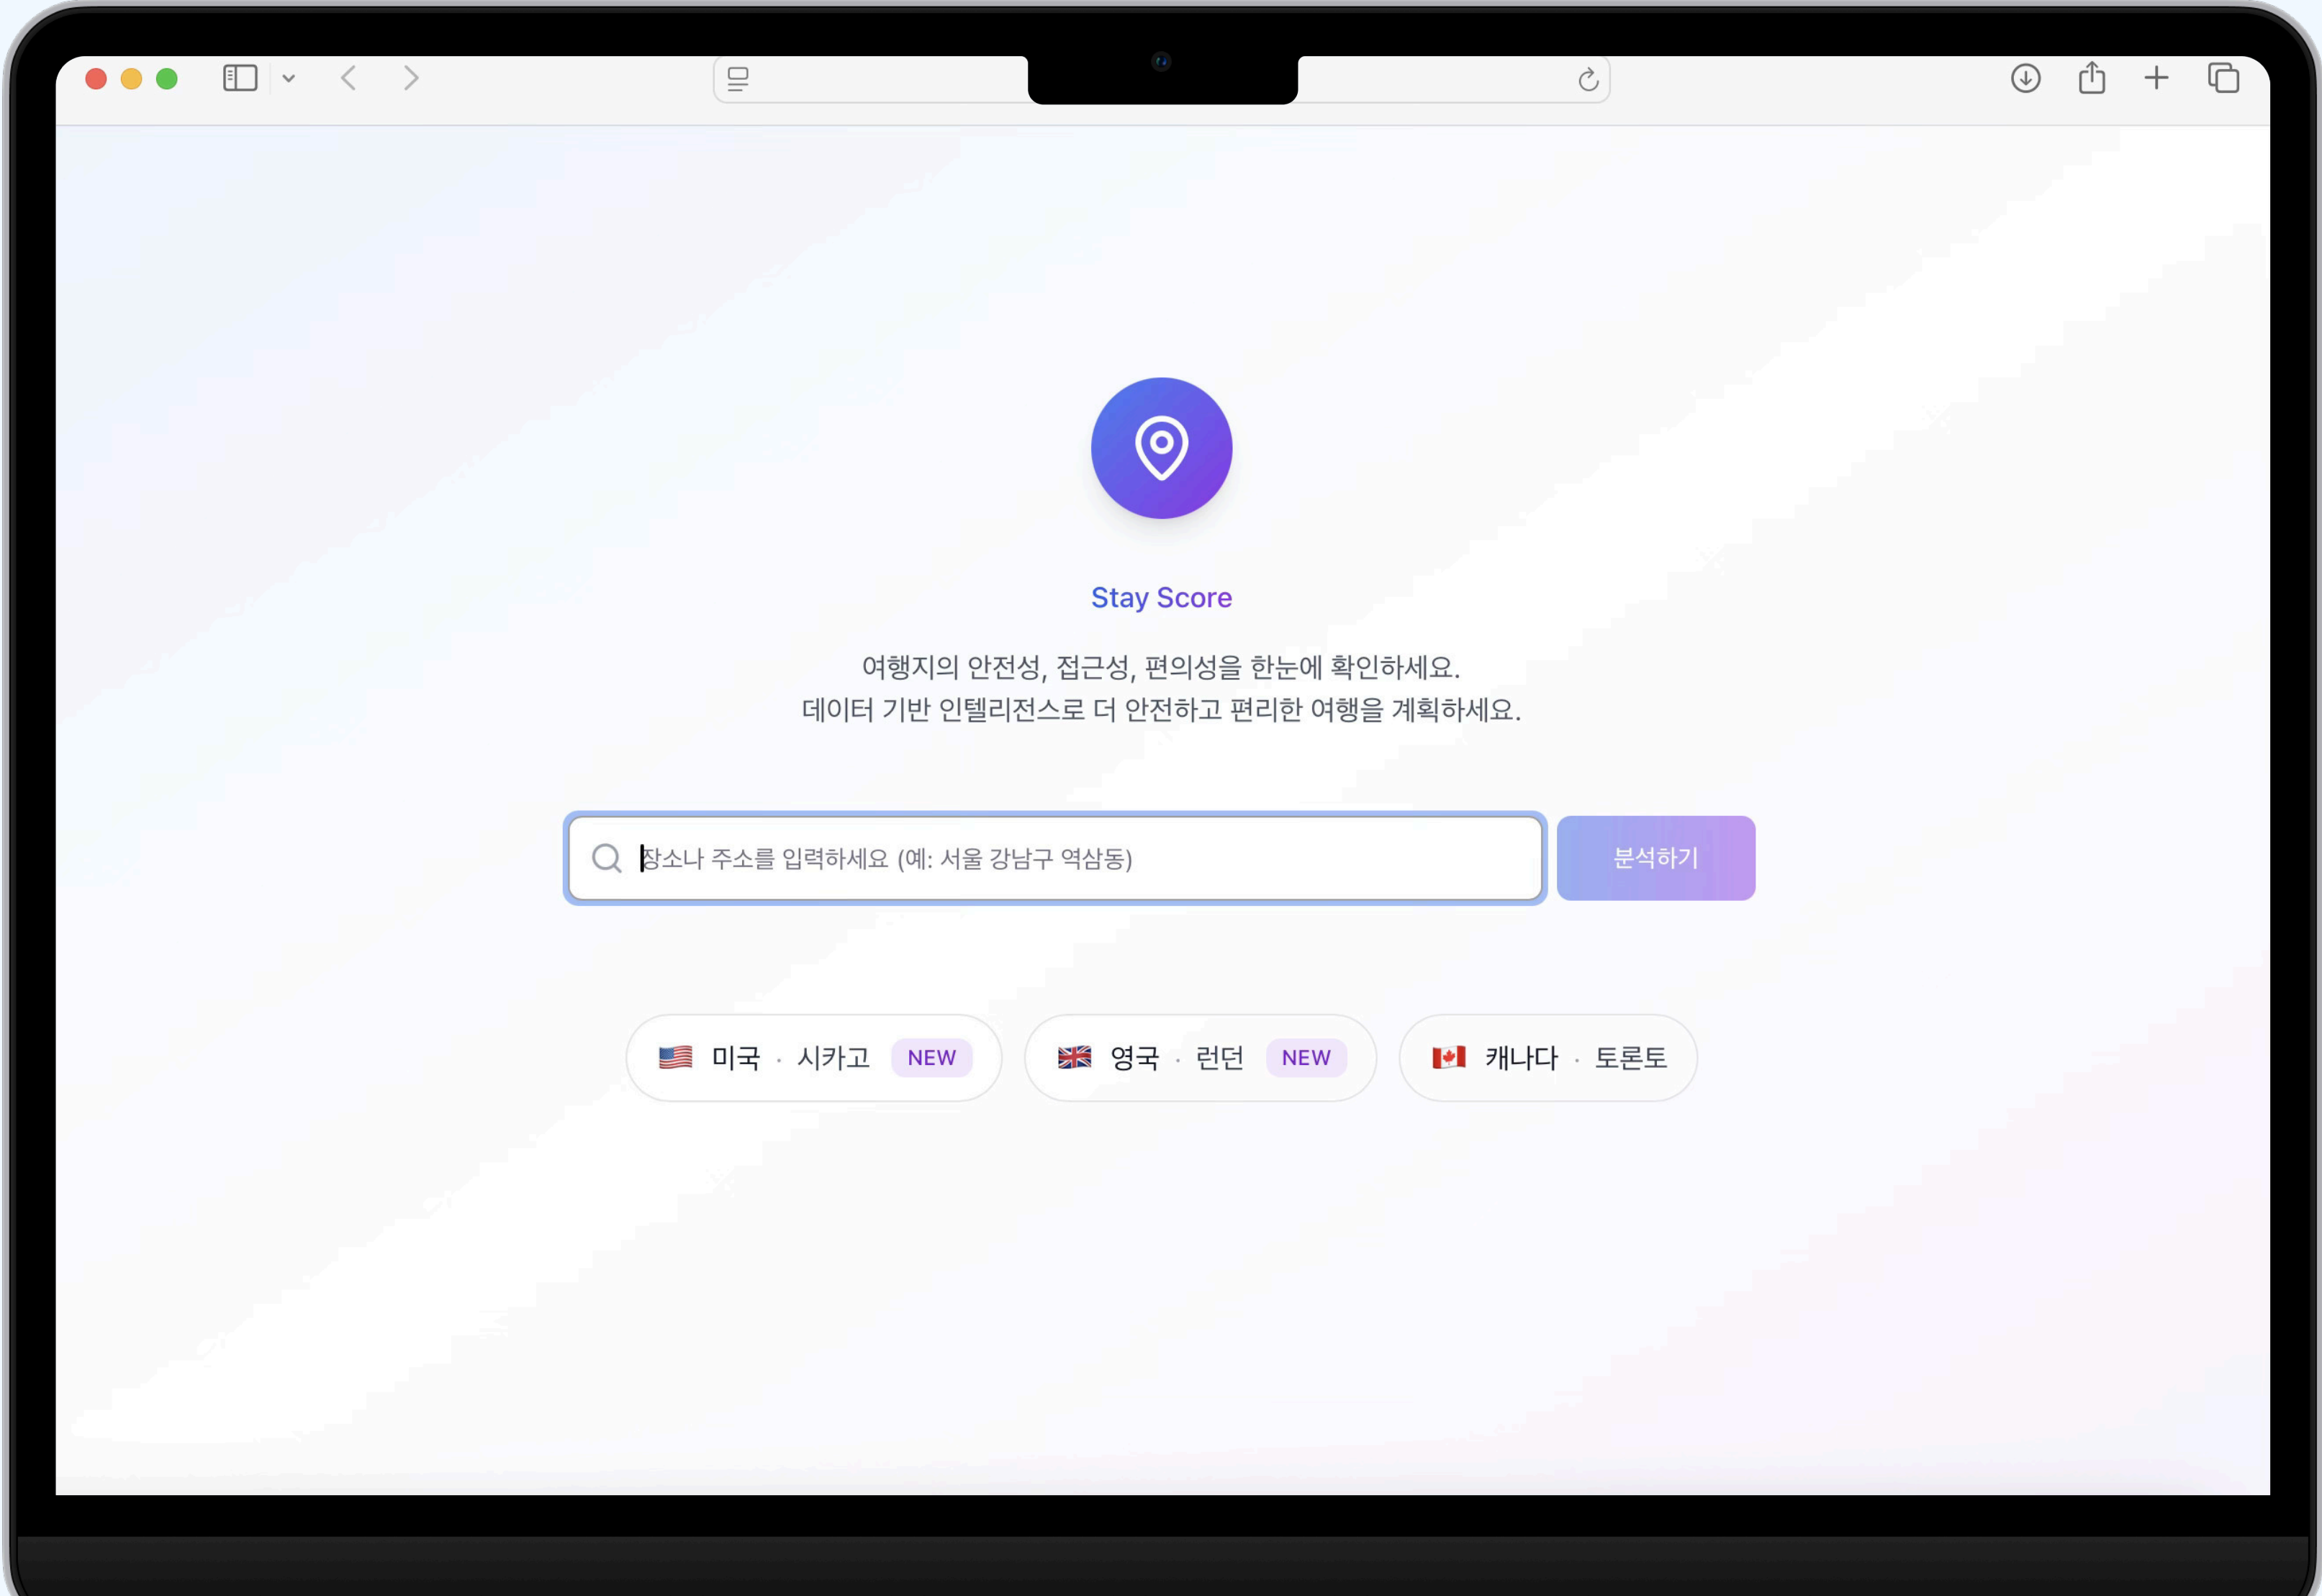 Stay Score
여행지의 안전성, 접근성, 편의성을 한눈에 확인하세요.
데이터 기반 인텔리전스로 더 안전하고 편리한 여행을 계획하세요.
장소나 주소를 입력하세요 (예: 서울 강남구 역삼동)
분석하기
미국 · 시카고 NEW
영국 · 런던 NEW
캐나다 · 토론토